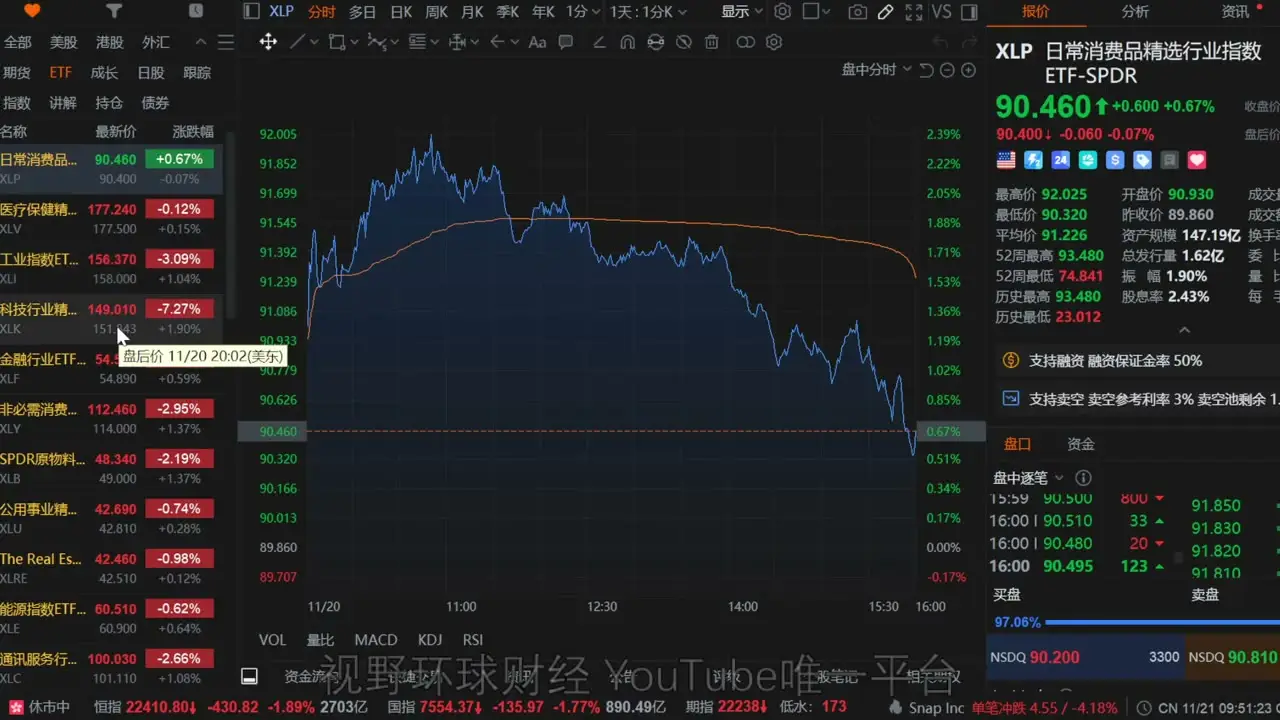 XLP 分时 多日 日K 周K 月K 季K 年K 1分 1天 : 1分K 显示 VS 报价 分析 资讯
全部 美股 港股 外汇
期货 ETF 成长 日股 跟踪
指数 讲解 持仓 债券
Aa
盘中分时
名称 最新价 涨跌幅
日常消费品... 90.460 +0.67%
XLP 90.400 -0.07%
医疗保健精... 177.240 -0.12%
XLV 177.500 +0.15%
工业指数ET... 156.370 -3.09%
XLI 158.000 +1.04%
科技行业精... 149.010 -7.27%
XLK +1.90%
盘后价 11/20 20:02(美东)
金融行业ETF...
XLF 54.890 +0.59%
非必需消费... 112.460 -2.95%
XLY 114.000 +1.37%
SPDR原物料... 48.340 -2.19%
XLB 49.000 +1.37%
公用事业精... 42.690 -0.74%
XLU 42.810 +0.28%
The Real Es... 42.460 -0.98%
XLRE 42.510 +0.12%
能源指数ETF... 60.510 -0.62%
XLE 60.900 +0.64%
通讯服务行... 100.030 -2.66%
XLC 101.110 +1.08%
92.005 2.39%
91.852 2.22%
91.699 2.05%
91.545 1.88%
91.392 1.71%
91.239 1.53%
91.086 1.36%
90.933 1.19%
90.779 1.02%
90.626 0.85%
90.460 0.67%
90.320 0.51%
90.166 0.34%
90.013 0.17%
89.860 0.00%
89.707 -0.17%
11/20 11:00 12:30 14:00 15:30 16:00
VOL 量比 MACD KDJ RSI
视野环球财经 YouTube唯一平台
XLP 日常消费品精选行业指数
ETF-SPDR
90.460 +0.600 +0.67% 收盘价
90.400↓ -0.060 -0.07% 盘后价
24
最高价 92.025 开盘价 90.930
最低价 90.320 昨收价 89.860
平均价 91.226 资产规模 147.19亿
52周最高 93.480 总发行量 1.62亿
52周最低 74.841 振 幅 1.90%
历史最高 93.480 股息率 2.43%
历史最低 23.012
支持融资 融资保证金率 50%
支持卖空 卖空参考利率 3% 卖空池剩余 1.
盘口 资金
盘中逐笔
15:59 90.500 800 91.850
16:00 90.510 33 91.830
16:00 90.480 20 91.820
16:00 90.495 123 91.810
买盘 卖盘
97.06%
NSDQ 90.200 3300 NSDQ 90.810
休市中 恒指 22410.80↓ -430.82 -1.89% 2703亿 国指 7554.37↓ -135.97 -1.77% 890.49亿 期指 22238↓ 低水: 173 Snap Inc 单笔冲跌 4.55 / -4.18% CN 11/21 09:51:23